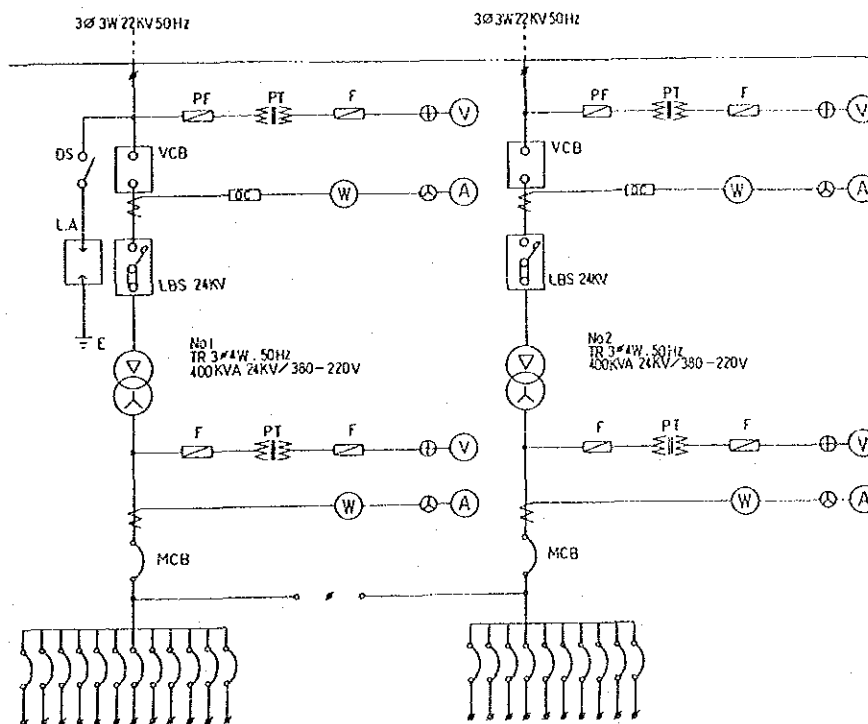 3Ø 3W 22KV 50Hz
3Ø 3W 22KV 50Hz
PF
PT
F
V
PF
PT
F
V
DS
VCB
VCB
OC
W
A
OC
W
A
L.A
LBS 24KV
LBS 24KV
E
No1
TR 3ø4W. 50Hz
400KVA 24KV/380-220V
No2
TR 3ø4W. 50Hz
400KVA 24KV/380-220V
F
PT
F
V
F
PT
F
V
W
A
W
A
MCB
MCB